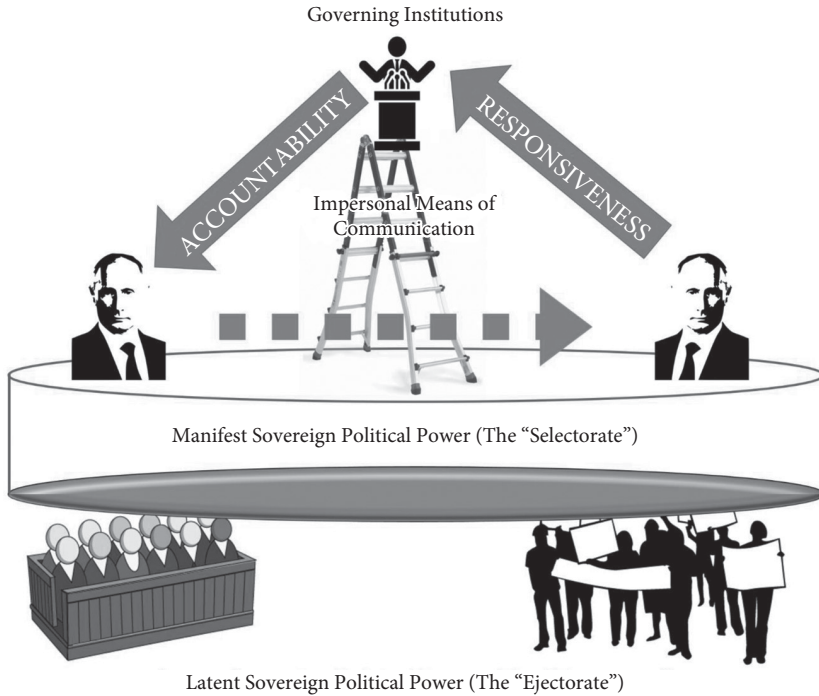 Governing Institutions
ACCOUNTABILITY
RESPONSIVENESS
Impersonal Means of
Communication
Manifest Sovereign Political Power (The “Selectorate”)
Latent Sovereign Political Power (The “Ejectorate”)